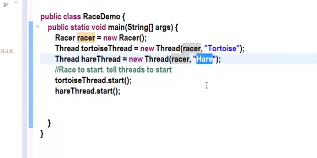 public class RaceDemo {
public static void main(String[] args) {
Racer racer = new Racer();
Thread tortoiseThread = new Thread(racer, "Tortoise");
Thread hareThread = new Thread(racer, "Hare");
//Race to start. tell threads to start
tortoiseThread.start();
hareThread.start();
}
}